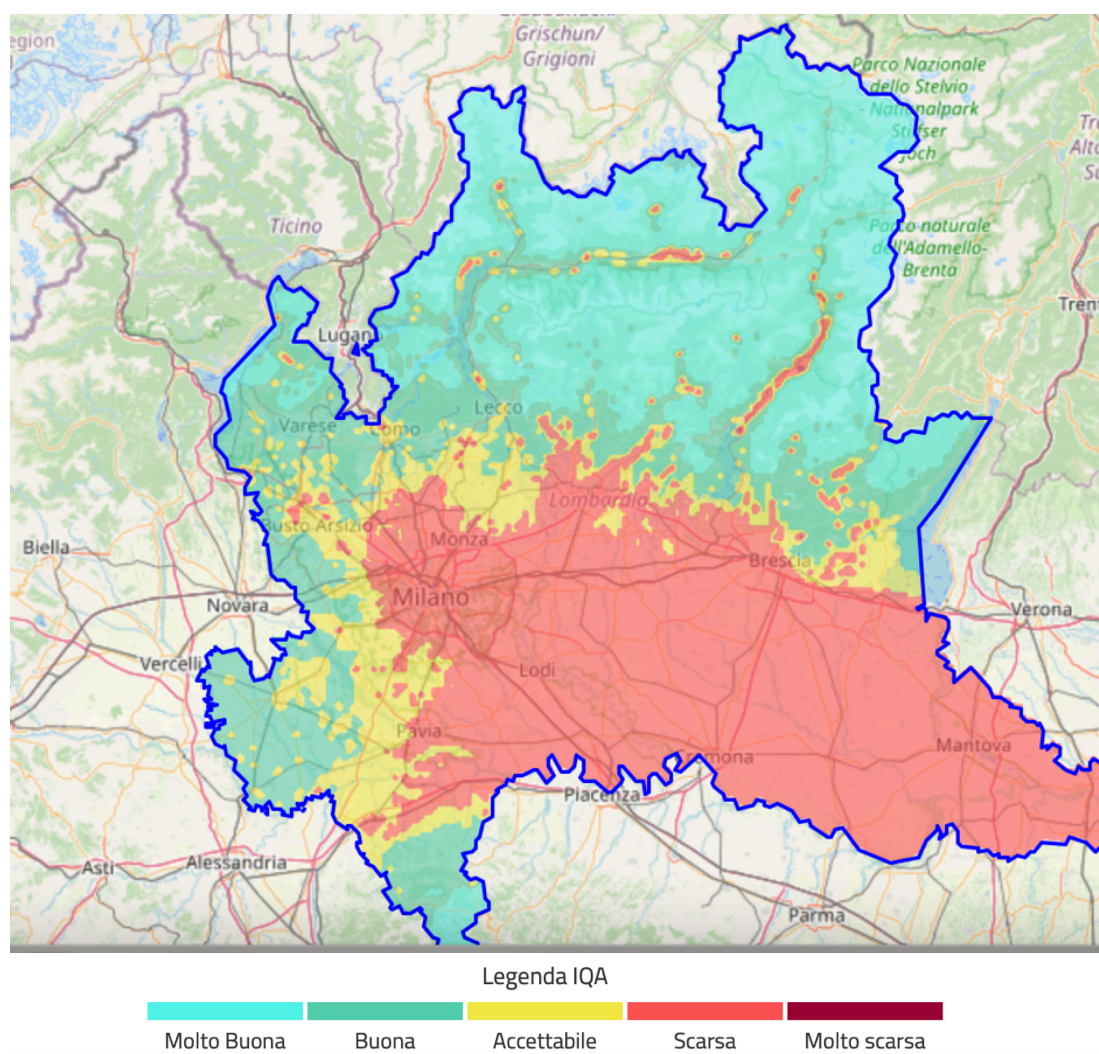 Grischun/
Grigioni
egion
Parco Nazionale
dello Stelvio
- Nationalpark
Stilfser
Joch
Ticino
Parco naturale
dell'Adamello-
Brenta
Lugano
Lecco
Varese
Como
Lombardia
Busto Arsizio
Monza
Biella
Brescia
Milano
Novara
Verona
Vercelli
Lodi
Pavia
Mantova
Cremona
Piacenza
Asti
Alessandria
Parma
Legenda IQA
Molto Buona
Buona
Accettabile
Scarsa
Molto scarsa